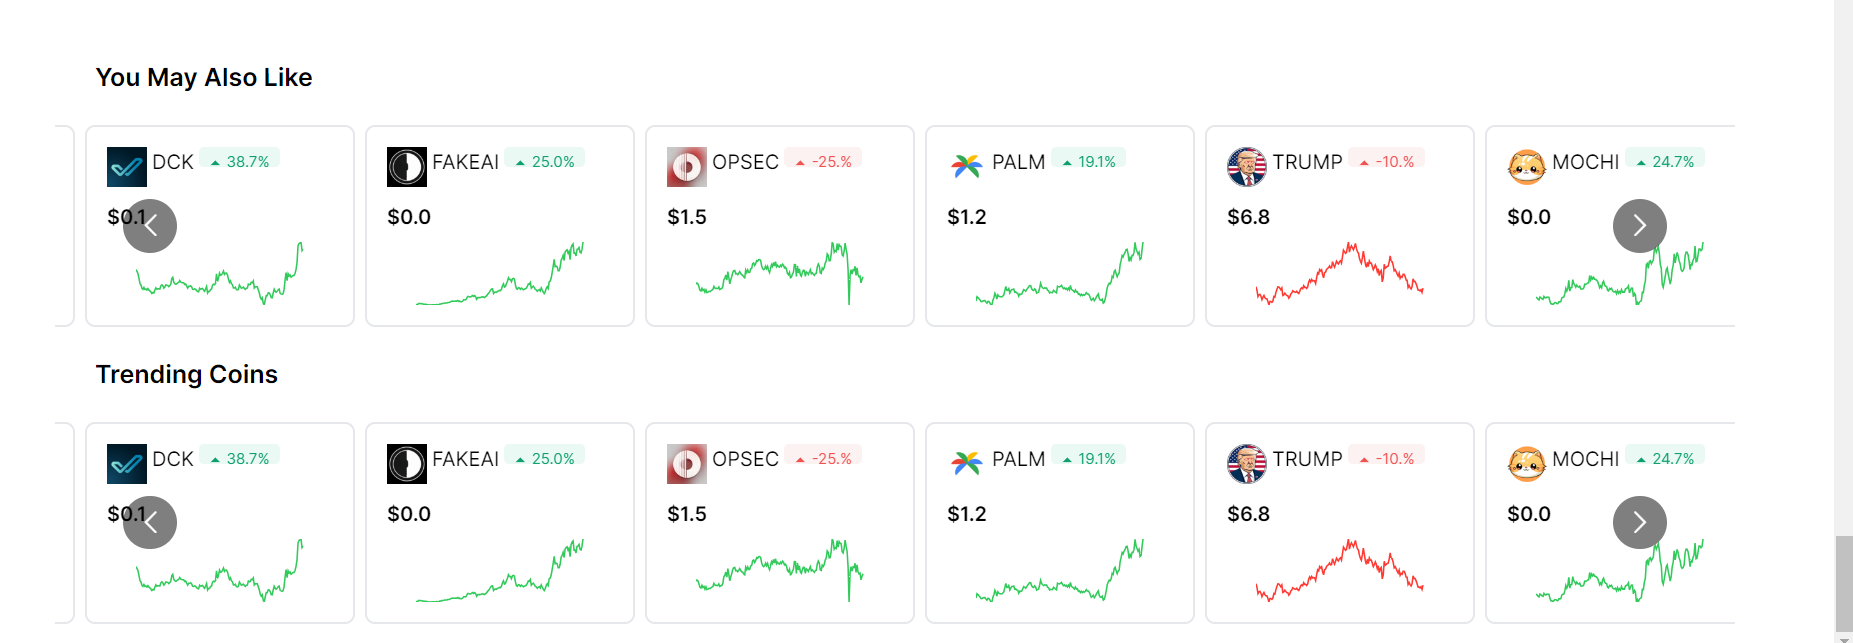 You May Also Like
DCK 38.7% FAKEAI 25.0% OPSEC -25.% PALM 19.1% TRUMP -10.% MOCHI 24.7%
$0.1 $0.0 $1.5 $1.2 $6.8 $0.0
Trending Coins
DCK 38.7% FAKEAI 25.0% OPSEC -25.% PALM 19.1% TRUMP -10.% MOCHI 24.7%
$0.1 $0.0 $1.5 $1.2 $6.8 $0.0